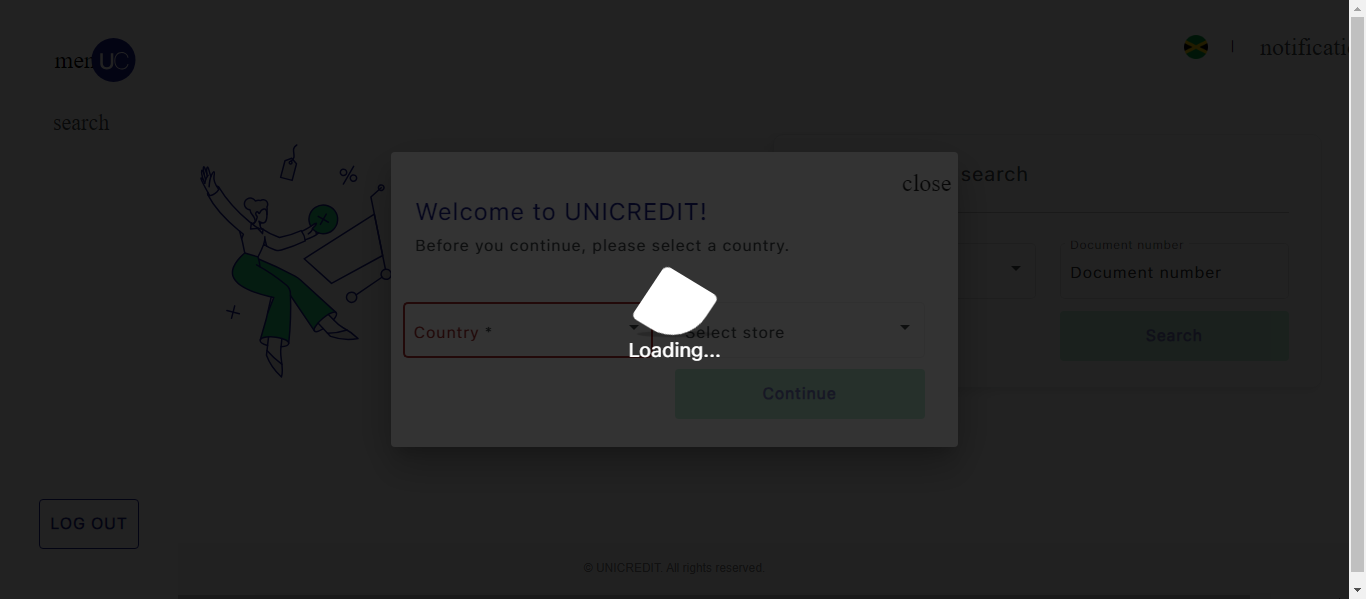 UC
notificati
search
search
close
Welcome to UNICREDIT!
Before you continue, please select a country.
Document number
Document number
Country *
Select store
Search
Loading...
Continue
LOG OUT
© UNICREDIT. All rights reserved